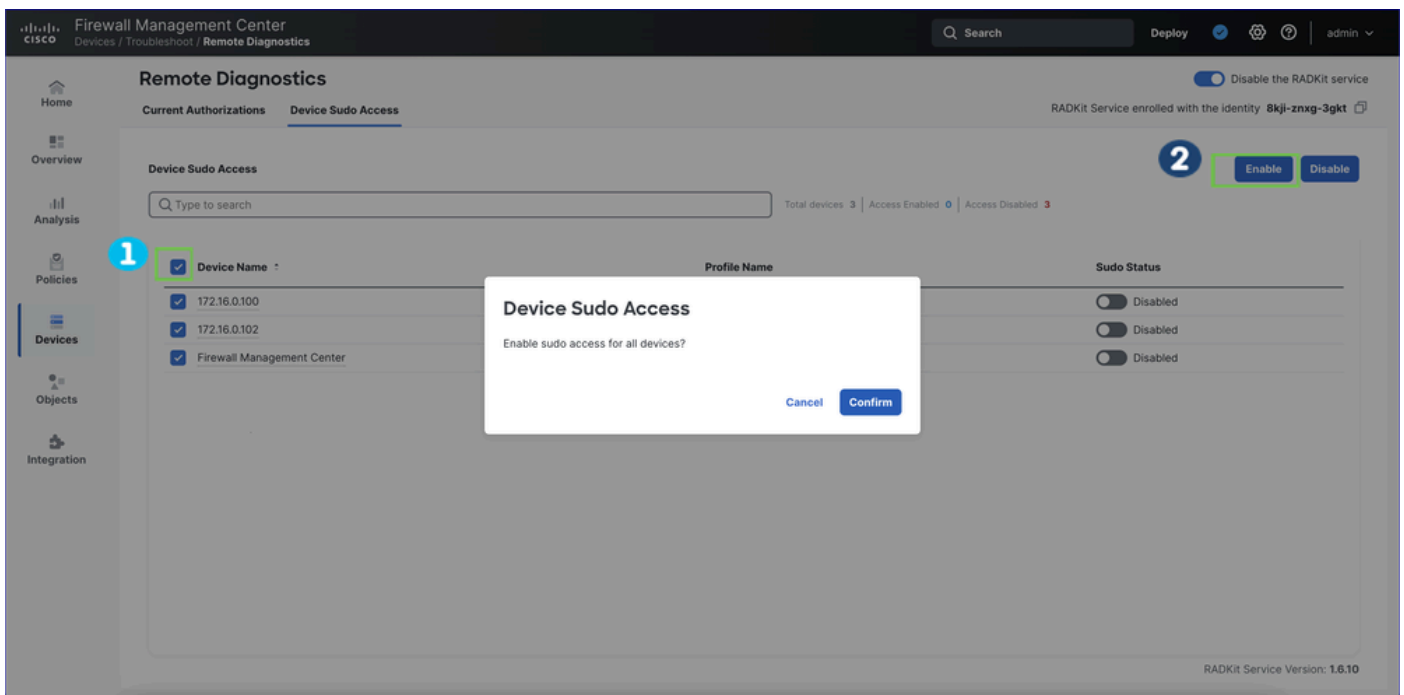 CISCO
Firewall Management Center
Devices / Troubleshoot / Remote Diagnostics
Search
Deploy
admin
Home
Overview
Analysis
Policies
Devices
Objects
Integration
Remote Diagnostics
Disable the RADKit service
Current Authorizations Device Sudo Access
RADKit Service enrolled with the identity 8kji-znxg-3gkt
Device Sudo Access
2
Enable Disable
Type to search
Total devices 3 | Access Enabled 0 | Access Disabled 3
1
Device Name Profile Name Sudo Status
172.16.0.100 Disabled
172.16.0.102 Disabled
Firewall Management Center Disabled
Device Sudo Access
Enable sudo access for all devices?
Cancel Confirm
RADKit Service Version: 1.6.10